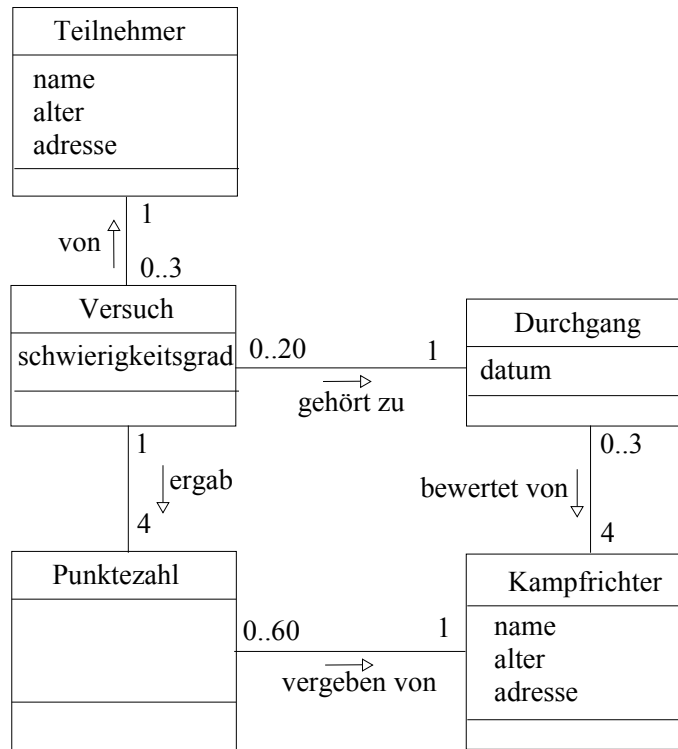 Teilnehmer
name
alter
adresse
1
von
0..3
Versuch
schwierigkeitsgrad
0..20
1
gehört zu
Durchgang
datum
1
ergab
4
0..3
bewertet von
4
Punktezahl
0..60
1
vergeben von
Kampfrichter
name
alter
adresse